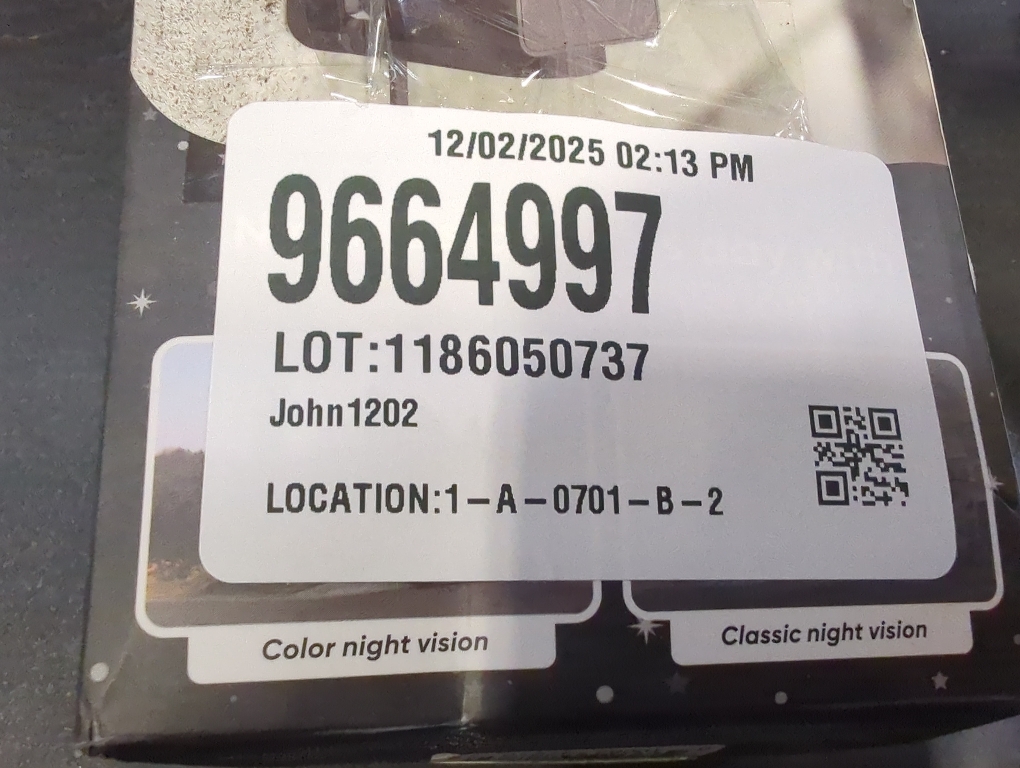 12/02/2025 02:13 PM
9664997
LOT:1186050737
John1202
LOCATION:1-A-0701-B-2
Color night vision
Classic night vision